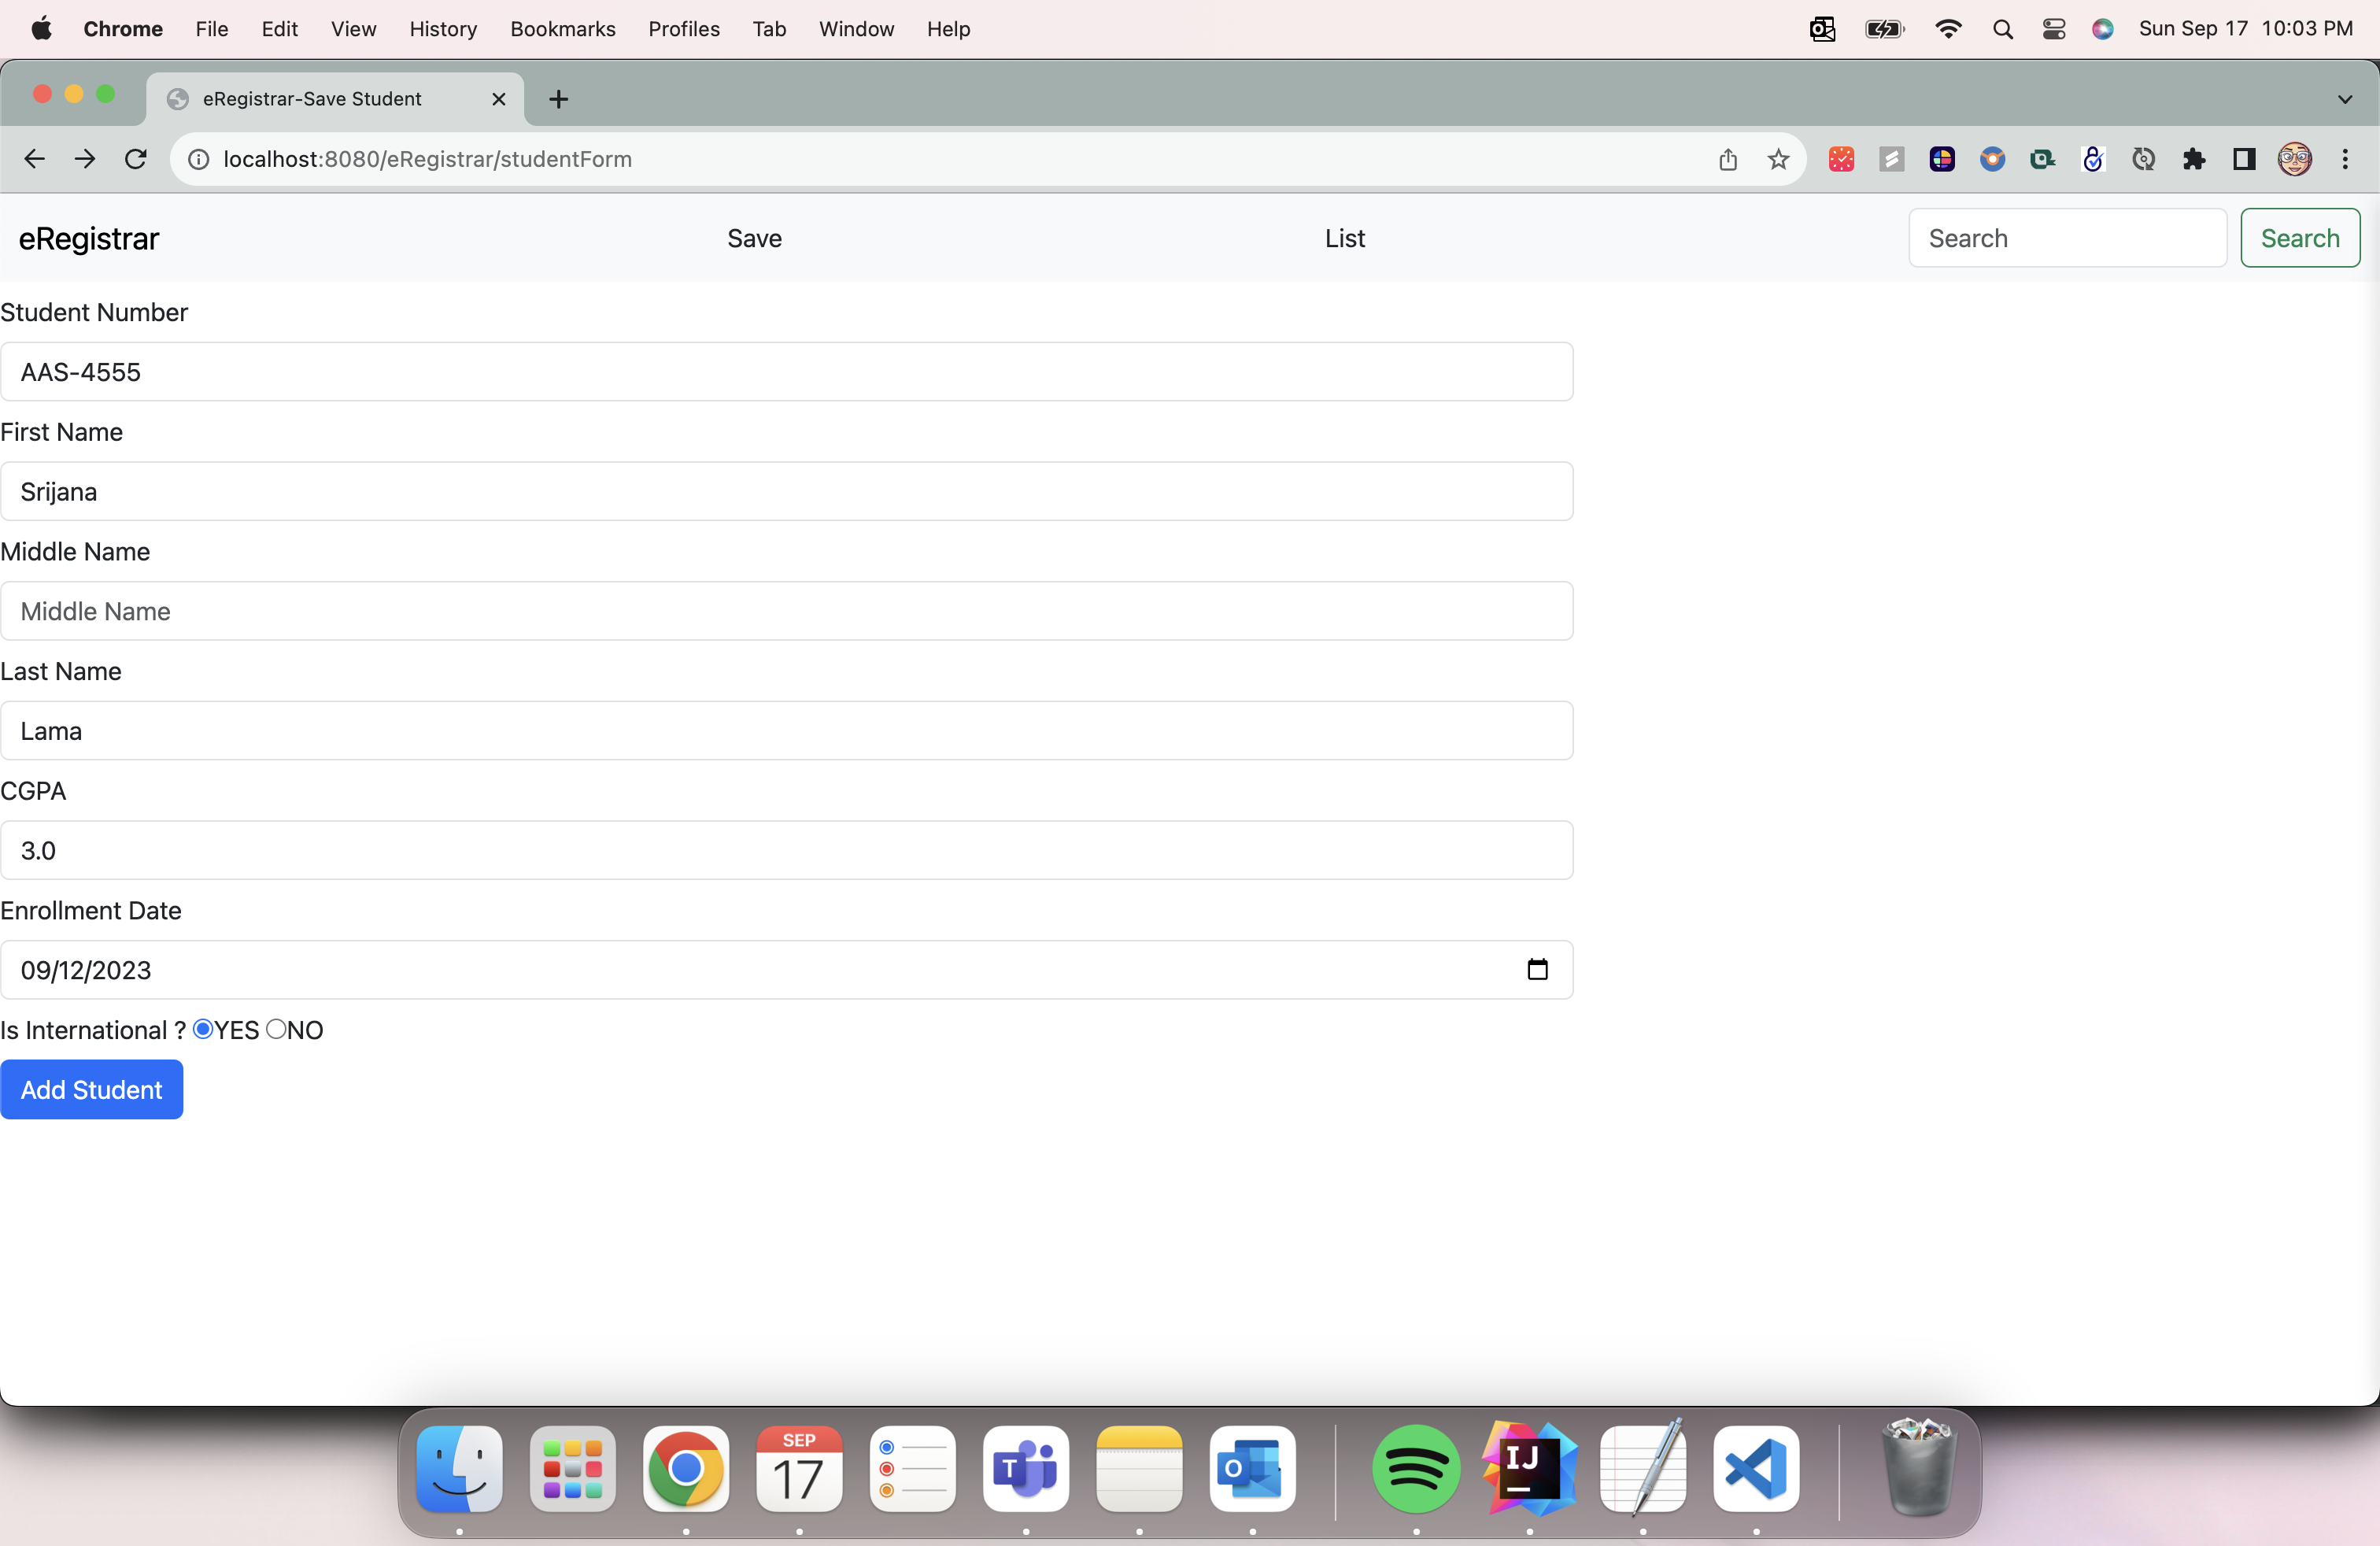 Chrome File Edit View History Bookmarks Profiles Tab Window Help Sun Sep 17 10:03 PM
eRegistrar-Save Student
localhost:8080/eRegistrar/studentForm
eRegistrar Save List Search Search
Student Number
AAS-4555
First Name
Srijana
Middle Name
Middle Name
Last Name
Lama
CGPA
3.0
Enrollment Date
09/12/2023
Is International ? YES NO
Add Student
SEP
17
T
O
IJ